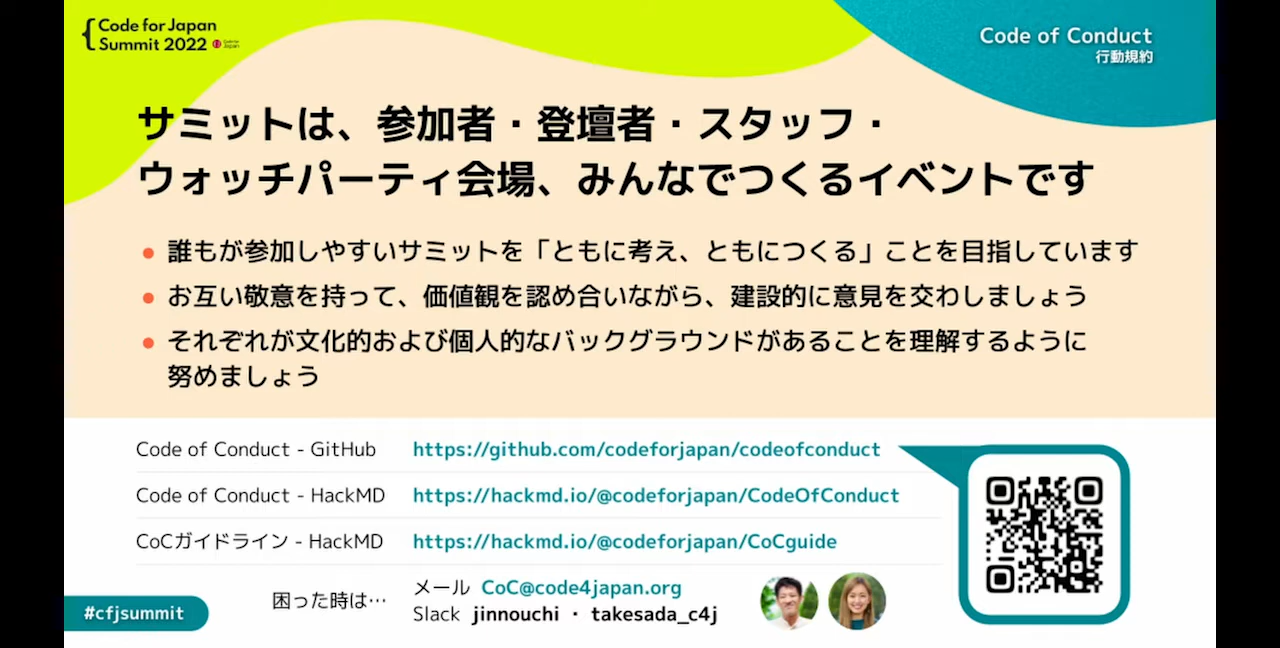 Code for Japan
Summit 2022
Code for
Japan
Code of Conduct
行動規約
サミットは、参加者・登壇者・スタッフ・
ウォッチパーティ会場、みんなでつくるイベントです
誰もが参加しやすいサミットを「ともに考え、ともにつくる」ことを目指しています
お互い敬意を持って、価値観を認め合いながら、建設的に意見を交わしましょう
それぞれが文化的および個人的なバックグラウンドがあることを理解するように
努めましょう
Code of Conduct - GitHub https://github.com/codeforjapan/codeofconduct
Code of Conduct - HackMD https://hackmd.io/@codeforjapan/CodeOfConduct
CoCガイドライン - HackMD https://hackmd.io/@codeforjapan/CoCguide
困った時は…
メール CoC@code4japan.org
Slack jinnouchi ・ takesada_c4j
#cfjsummit